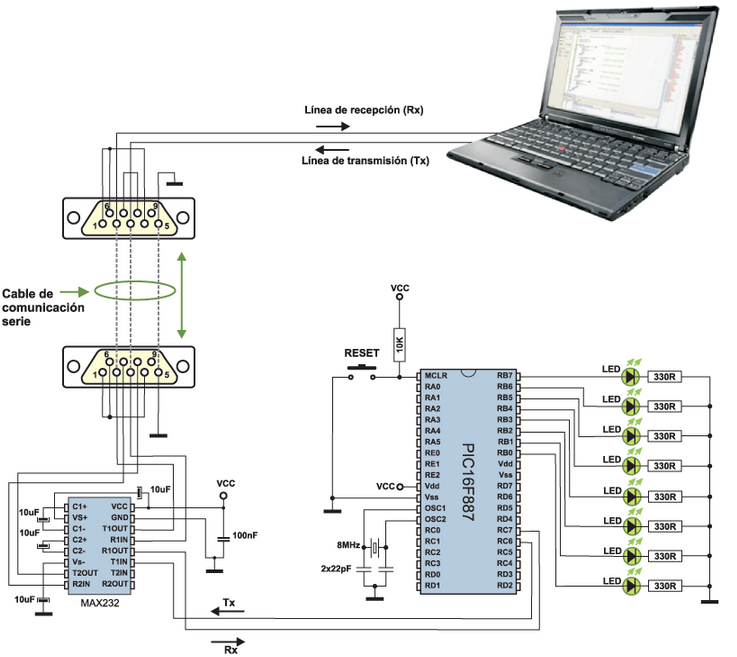 Línea de recepción (Rx)
Línea de transmisión (Tx)
6
9
1
5
Cable de
comunicación
serie
6
9
1
5
VCC
10K
RESET
MCLR
RA0
RA1
RA2
RA3
RA4
RA5
RE0
RE1
RE2
Vdd
Vss
OSC1
OSC2
RC0
RC1
RC2
RC3
RD0
RD1
PIC16F887
RB7
RB6
RB5
RB4
RB3
RB2
RB1
RB0
Vdd
Vss
RD7
RD6
RD5
RD4
RC7
RC6
RC5
RC4
RD3
RD2
VCC
8MHz
2x22pF
LED
330R
LED
330R
LED
330R
LED
330R
LED
330R
LED
330R
LED
330R
LED
330R
10uF
VCC
10uF
10uF
10uF
100nF
C1+
VS+
C1-
C2+
C2-
Vs-
T2OUT
R2IN
VCC
GND
T1OUT
R1IN
R1OUT
T1IN
T2IN
R2OUT
MAX232
Tx
Rx